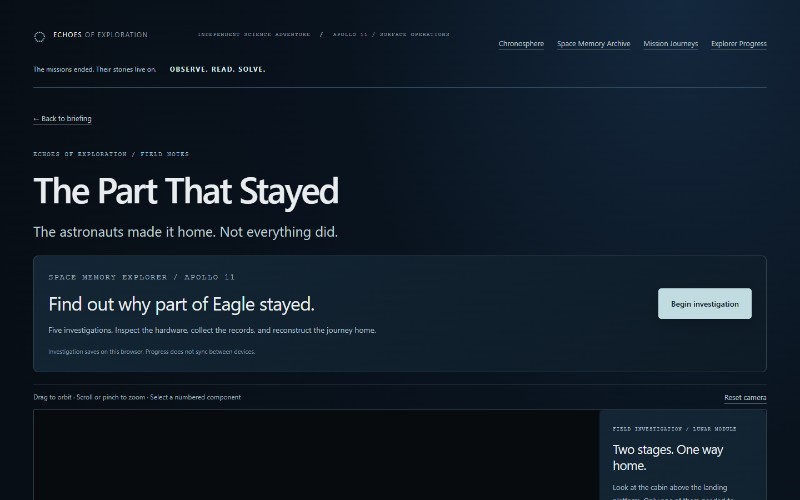 ECHOES OF EXPLORATION
INDEPENDENT SCIENCE ADVENTURE / APOLLO 11 / SURFACE OPERATIONS
Chronosphere Space Memory Archive Mission Journeys Explorer Progress
The missions ended. Their stories live on. OBSERVE. READ. SOLVE.
← Back to briefing
ECHOES OF EXPLORATION / FIELD NOTES
The Part That Stayed
The astronauts made it home. Not everything did.
SPACE MEMORY EXPLORER / APOLLO 11
Find out why part of Eagle stayed.
Five investigations. Inspect the hardware, collect the records, and reconstruct the journey home.
Investigation saves on this browser. Progress does not sync between devices.
Begin investigation
Drag to orbit · Scroll or pinch to zoom · Select a numbered component
Reset camera
FIELD INVESTIGATION / LUNAR MODULE
Two stages. One way
home.
Look at the cabin above the landing